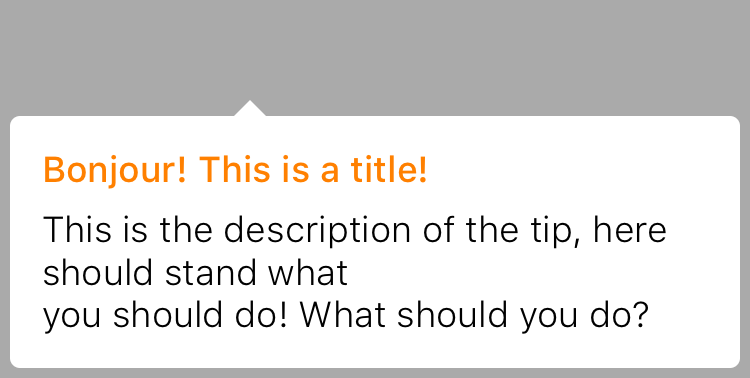 Bonjour! This is a title!
This is the description of the tip, here
should stand what
you should do! What should you do?